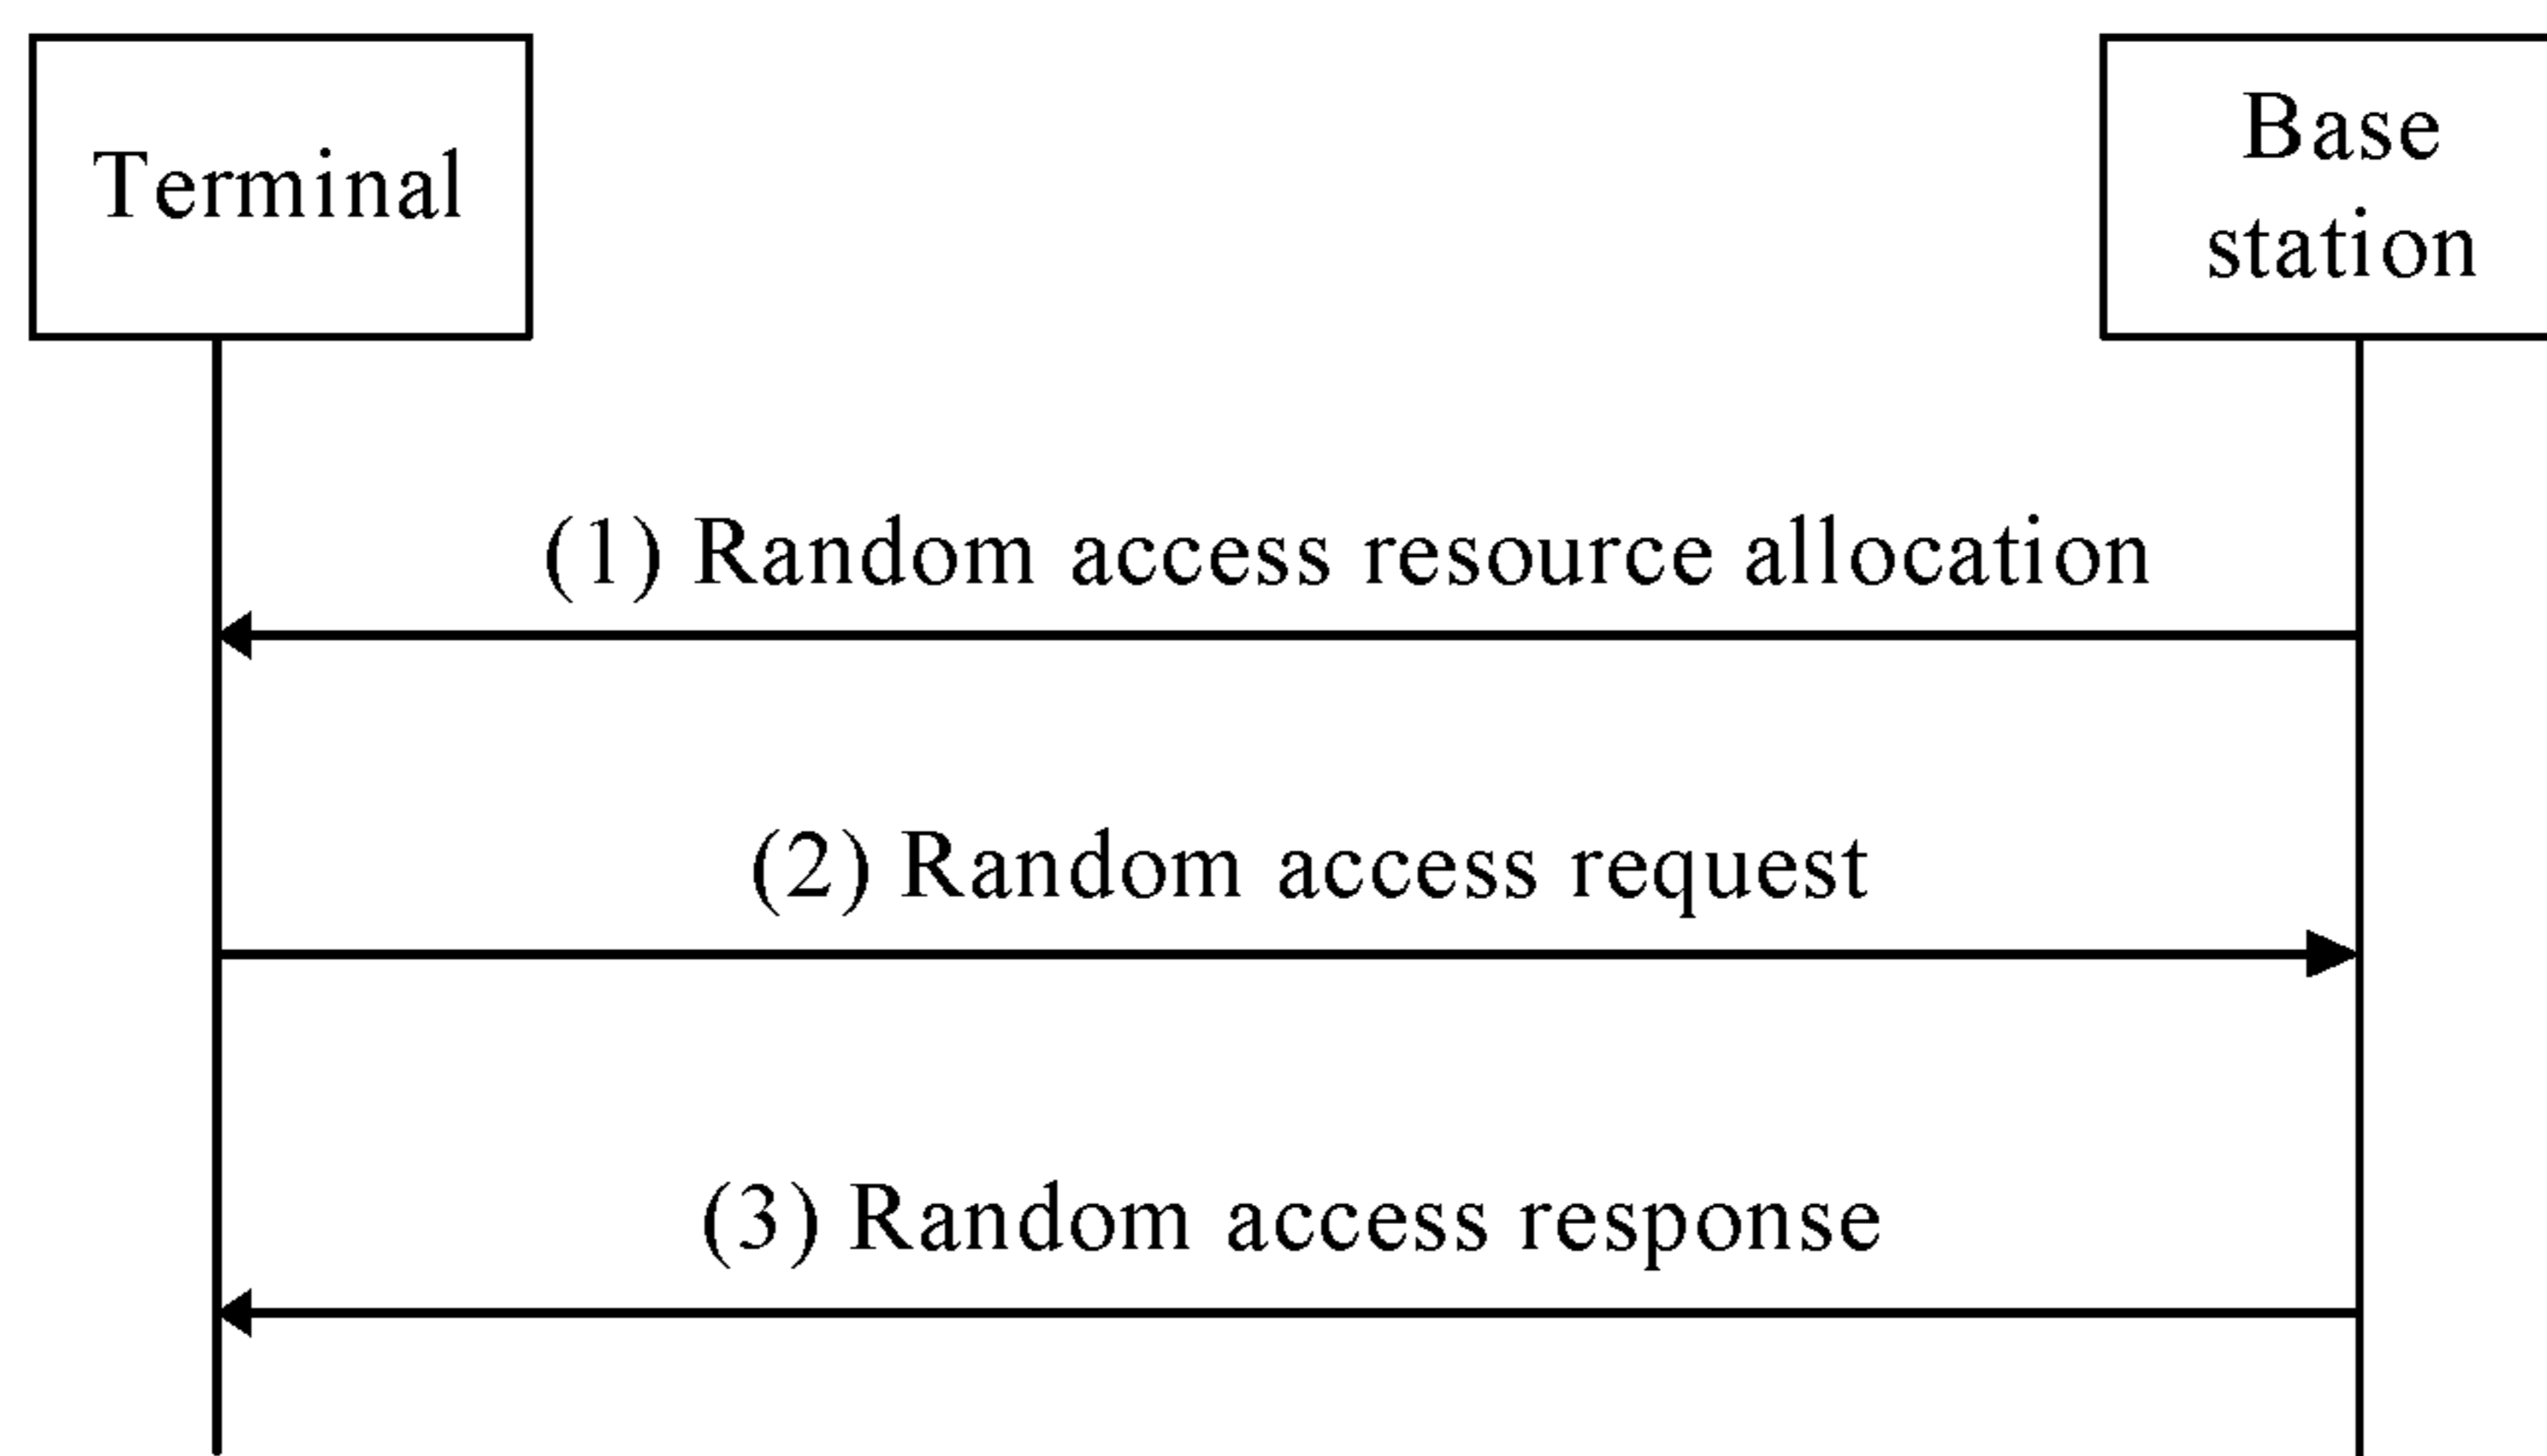 Terminal
Base
station
(1) Random access resource allocation
(2) Random access request
(3) Random access response